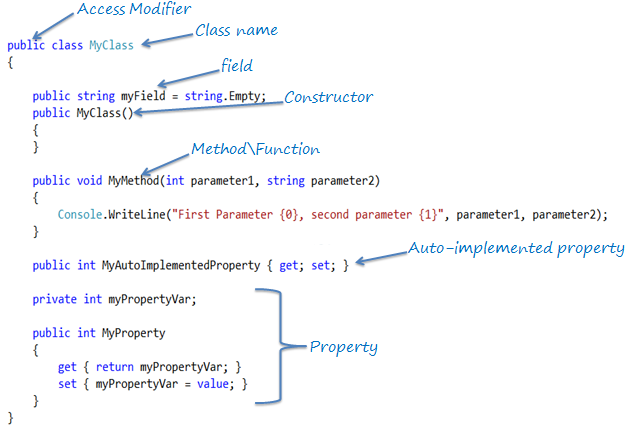 Access Modifier
public class MyClass
Class name
{
field
public string myField = string.Empty;
public MyClass()
Constructor
{
}
Method\Function
public void MyMethod(int parameter1, string parameter2)
{
Console.WriteLine("First Parameter {0}, second parameter {1}", parameter1, parameter2);
}
Auto-implemented property
public int MyAutoImplementedProperty { get; set; }
private int myPropertyVar;
public int MyProperty
Property
{
get { return myPropertyVar; }
set { myPropertyVar = value; }
}
}